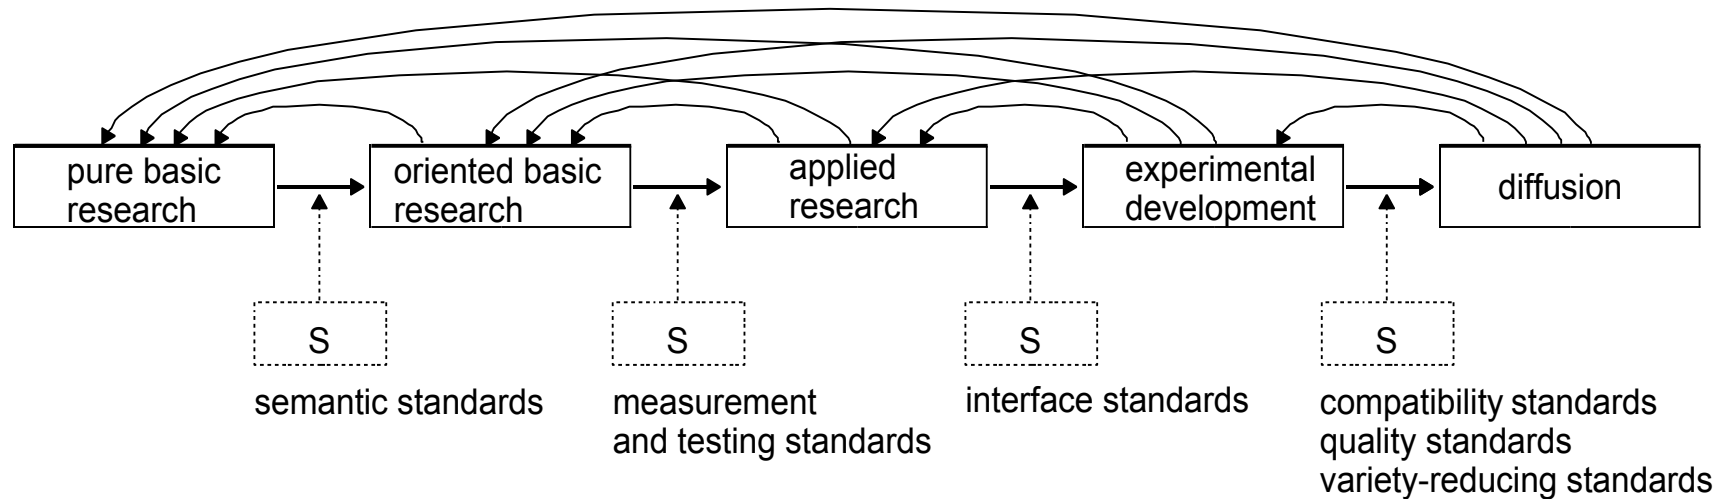 pure basic
research
oriented basic
research
applied
research
experimental
development
diffusion
S
S
S
S
semantic standards
measurement
and testing standards
interface standards
compatibility standards
quality standards
variety-reducing standards